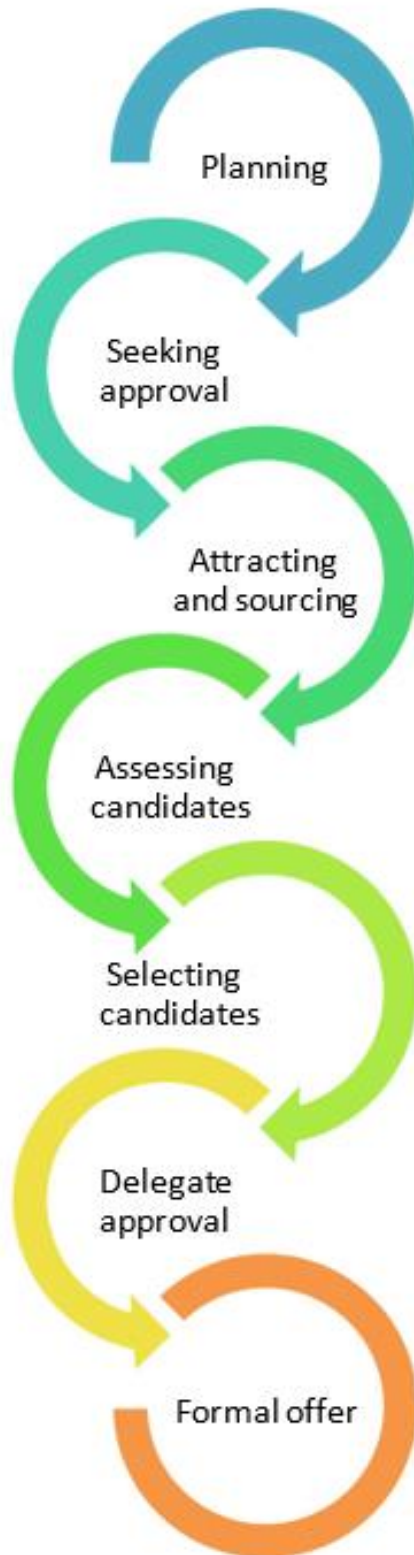 Planning
Seeking
approval
Attracting
and sourcing
Assessing
candidates
Selecting
candidates
Delegate
approval
Formal offer